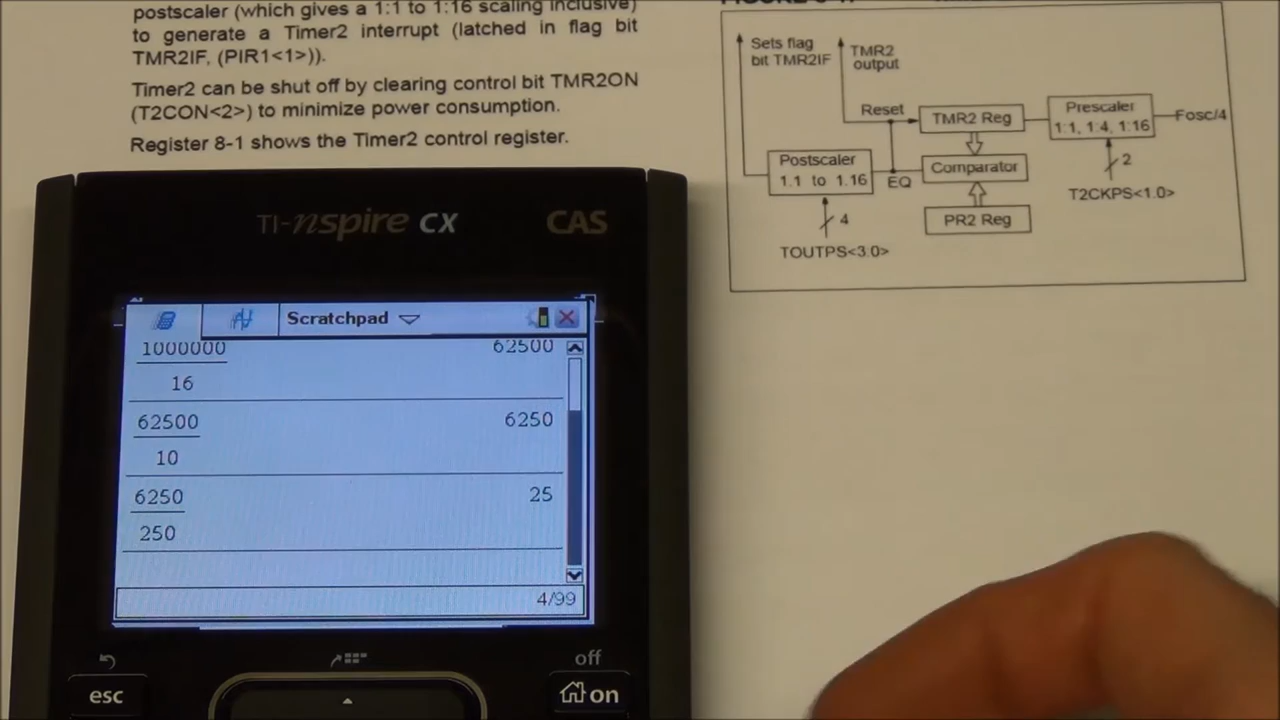 postscaler (which gives a 1:1 to 1:16 scaling inclusive)
to generate a Timer2 interrupt (latched in flag bit
TMR2IF, (PIR1<1>)).
Timer2 can be shut off by clearing control bit TMR2ON
(T2CON<2>) to minimize power consumption.
Register 8-1 shows the Timer2 control register.
Sets flag
bit TMR2IF
TMR2
output
Reset
TMR2 Reg
Prescaler
1:1, 1:4, 1:16
Fosc/4
Postscaler
1.1 to 1.16
EQ
Comparator
2
T2CKPS<1.0>
4
PR2 Reg
TOUTPS<3.0>
TI-nspire CX CAS
Scratchpad
1000000
16
62500
62500
10
6250
6250
250
25
4/99
off
esc
on